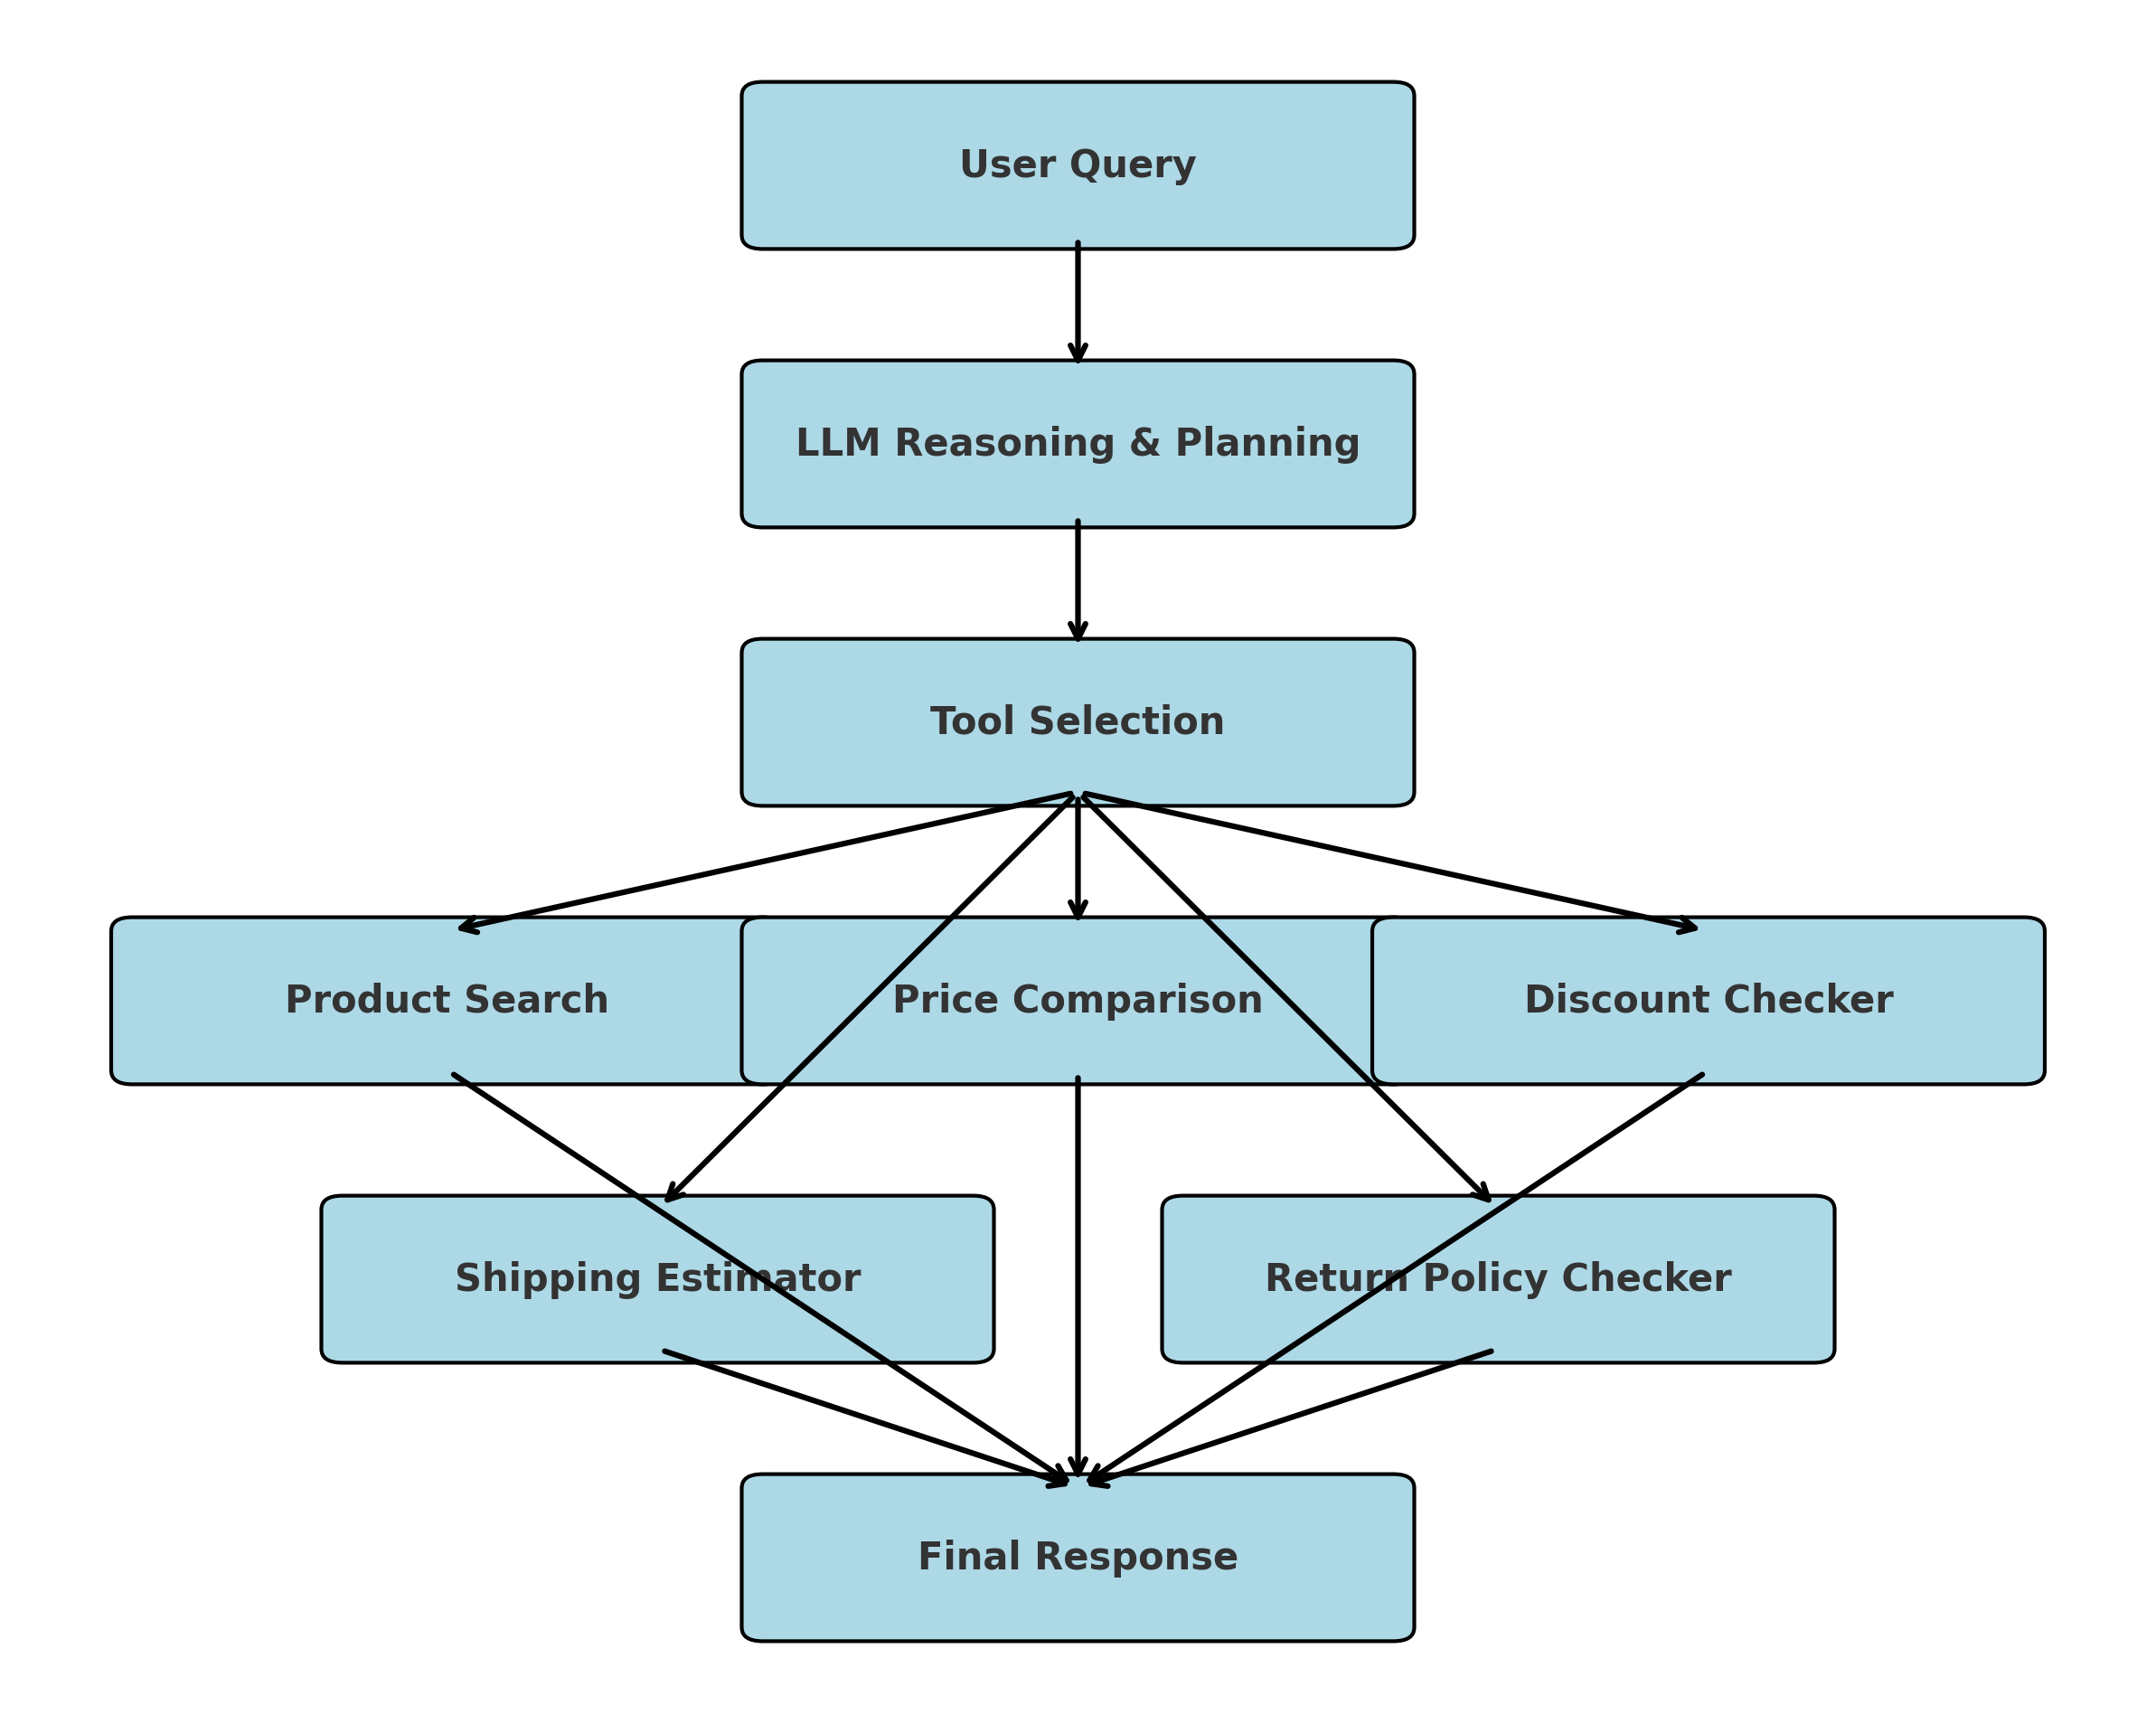 User Query
LLM Reasoning & Planning
Tool Selection
Product Search
Price Comparison
Discount Checker
Shipping Estimator
Return Policy Checker
Final Response